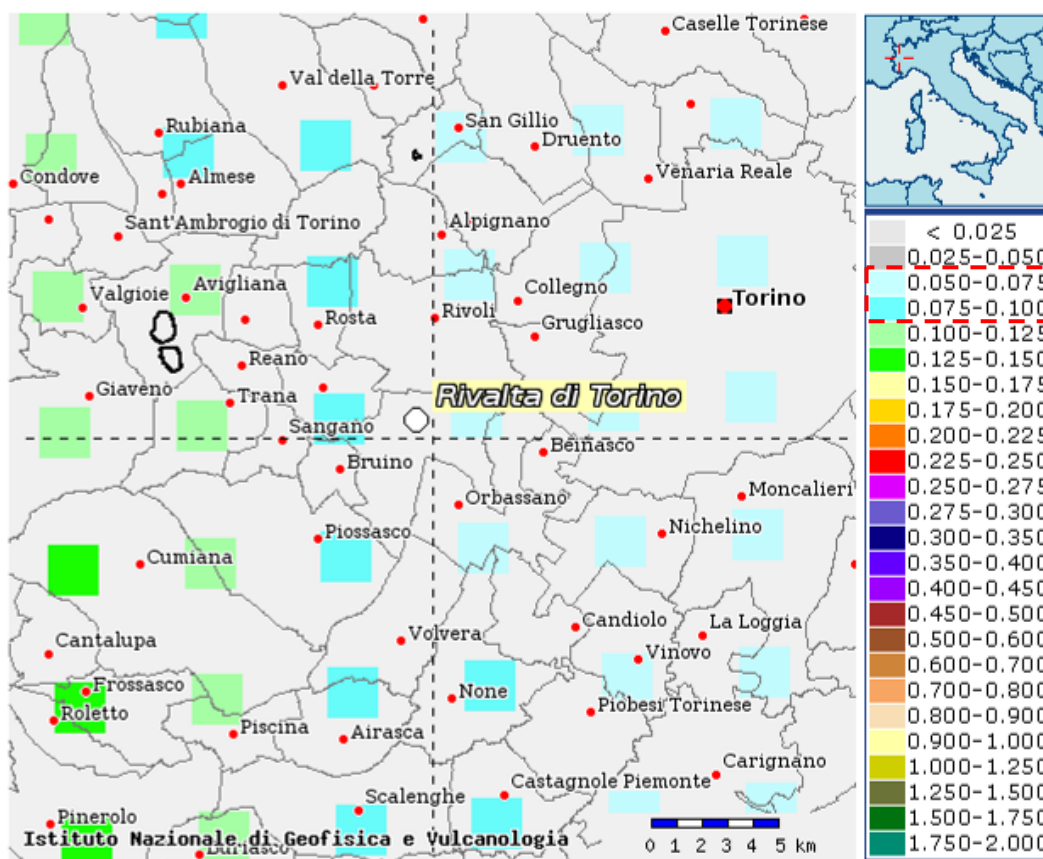 Caselle Torinese
Val della Torre
San Gillio
Rubiana
Druento
Condove
Almese
Venaria Reale
Sant'Ambrogio di Torino
Alpignano
Avigliana
Valgioie
Collegno
Torino
Rosta
Rivoli
Grugliasco
Reano
Giaveno
Trana
Rivalta di Torino
Sangano
Beinasco
Bruino
Orbassano
Moncalieri
Piossasco
Nichelino
Cumiana
Cantalupa
Volvera
Candiolo
La Loggia
Vinovo
Frossasco
None
Roletto
Piscina
Airasca
Piobesi Torinese
Castagnole Piemonte
Carignano
Scalenghe
Pinerolo
Istituto Nazionale di Geofisica e Vulcanologia
Buriasco
0 1 2 3 4 5 km
< 0.025
0.025-0.050
0.050-0.075
0.075-0.100
0.100-0.125
0.125-0.150
0.150-0.175
0.175-0.200
0.200-0.225
0.225-0.250
0.250-0.275
0.275-0.300
0.300-0.350
0.350-0.400
0.400-0.450
0.450-0.500
0.500-0.600
0.600-0.700
0.700-0.800
0.800-0.900
0.900-1.000
1.000-1.250
1.250-1.500
1.500-1.750
1.750-2.000